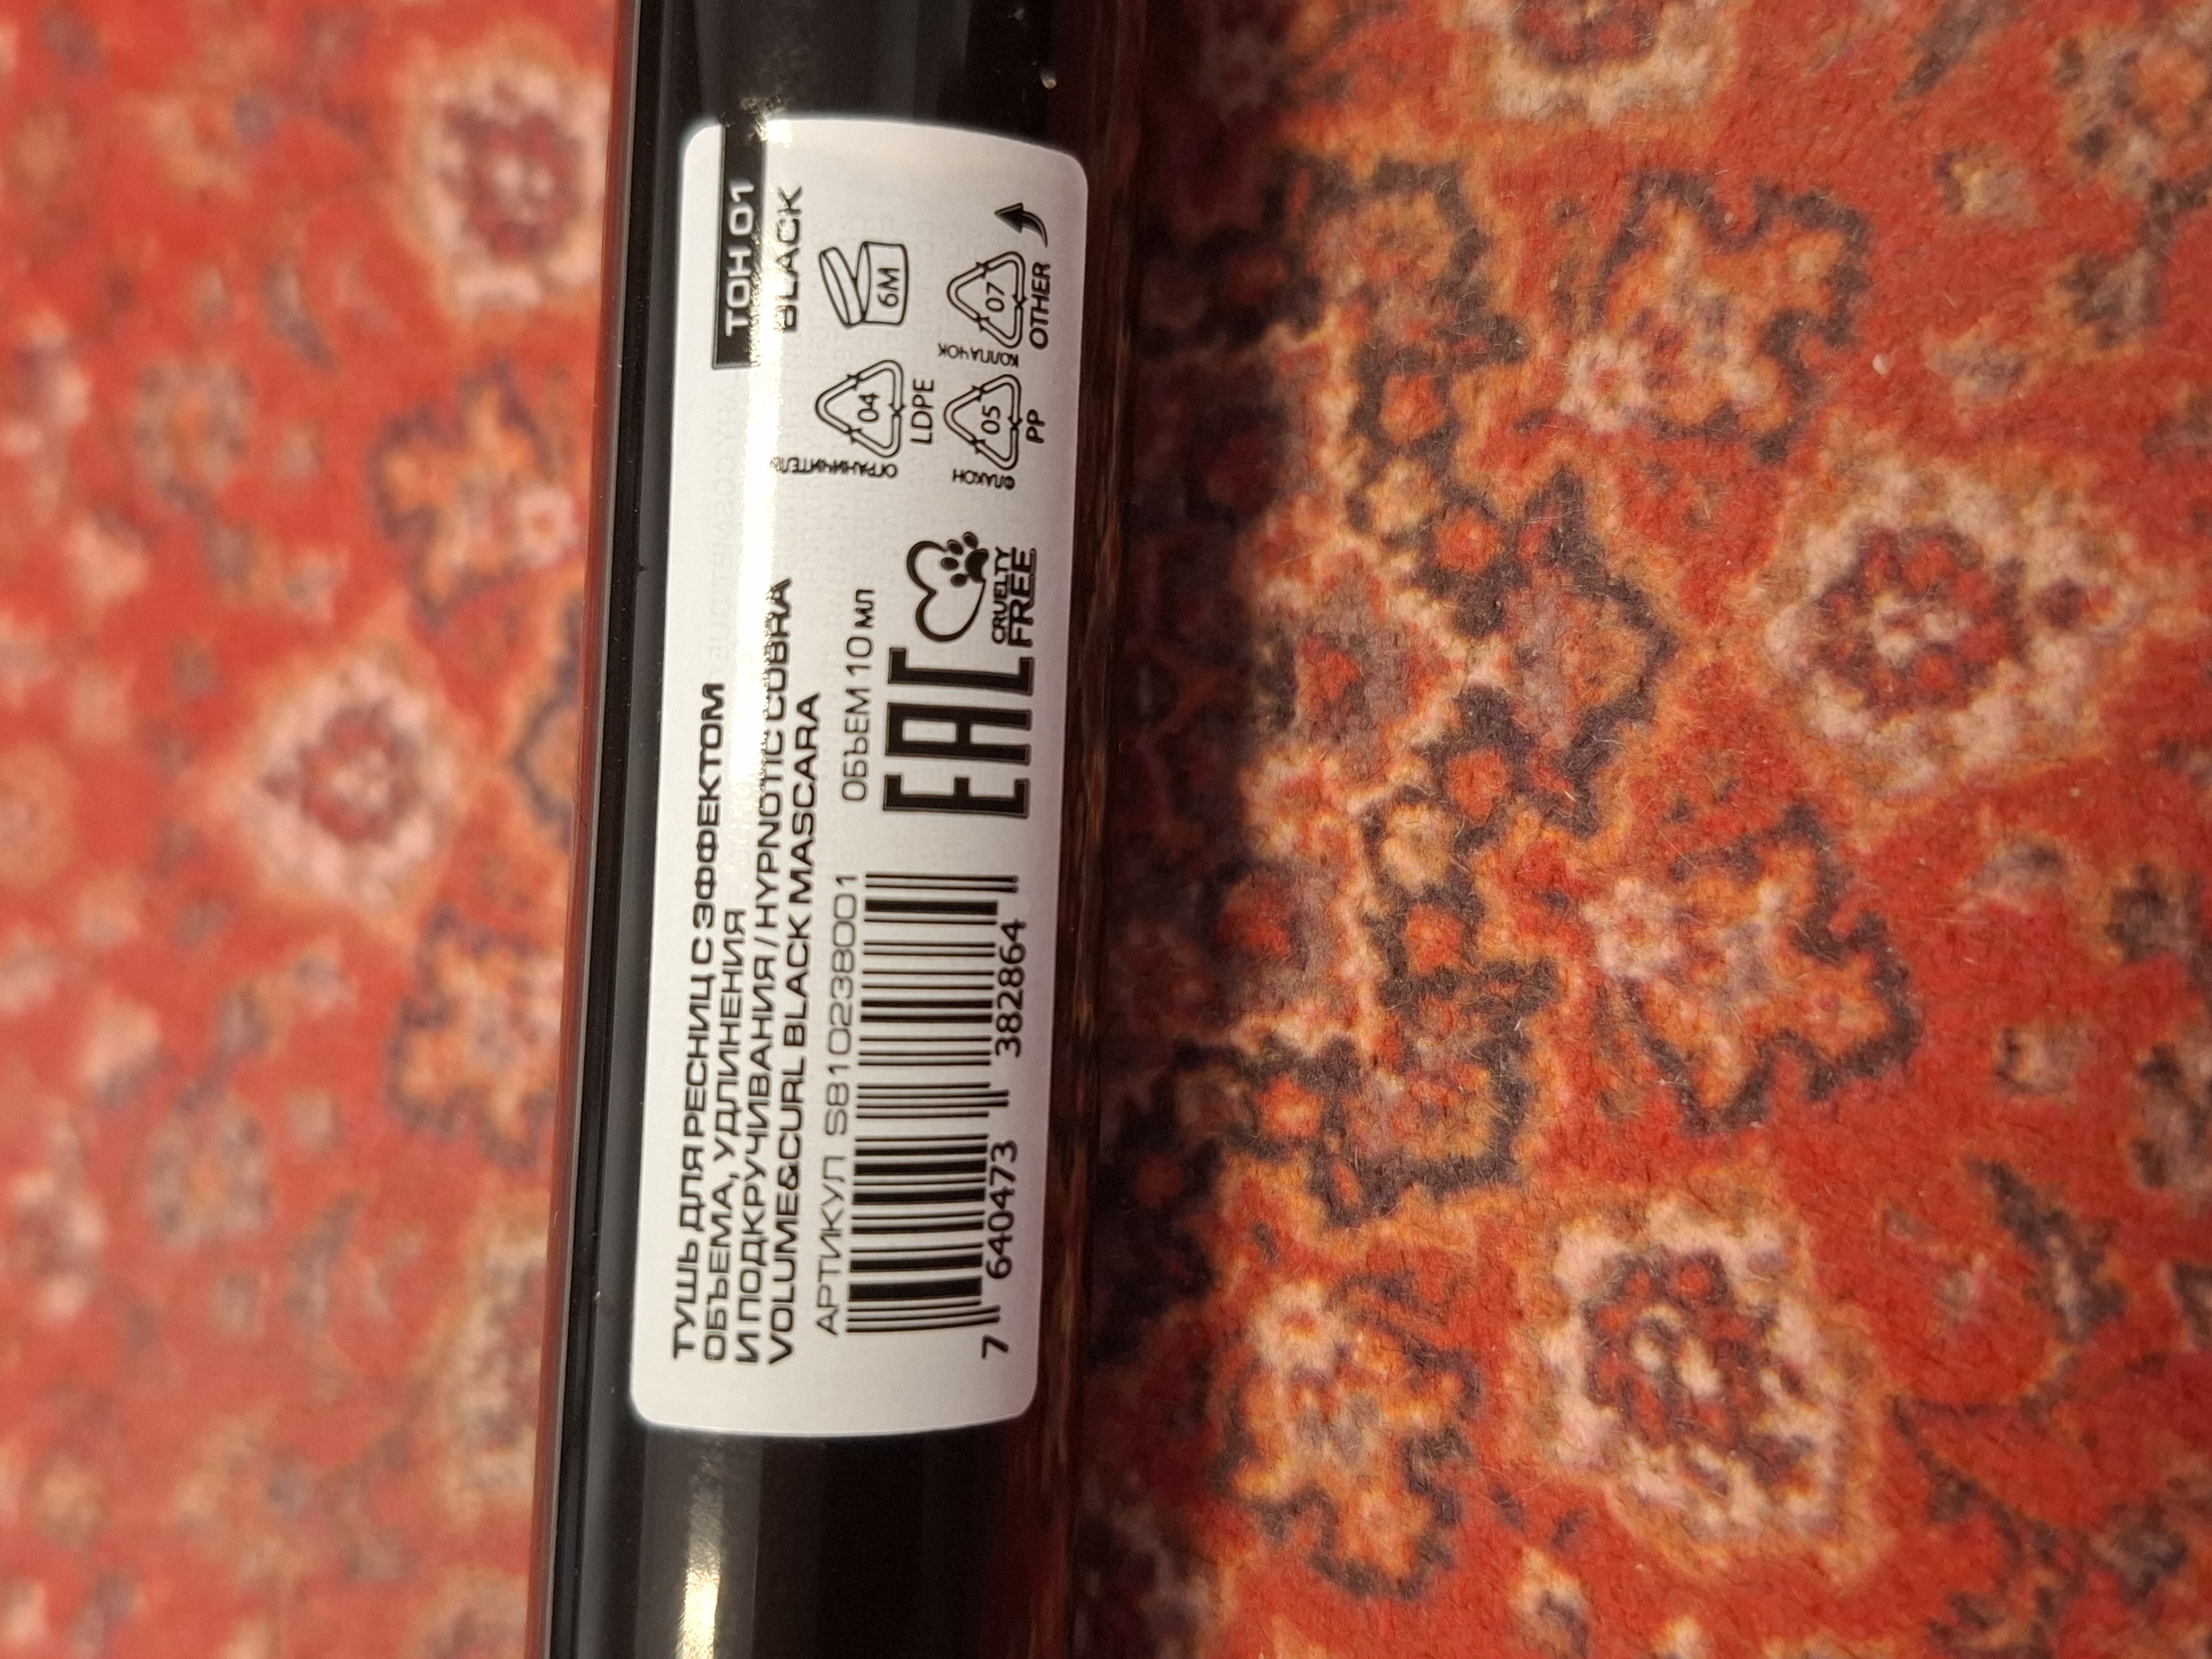 ТУШЬ ДЛЯ РЕСНИЦ С ЭФФЕКТОМ
ОБЪЕМА, УДЛИНЕНИЯ
И ПОДКРУЧИВАНИЯ / HYPNOTIC COBRA
VOLUME&CURL BLACK MASCARA
АРТИКУЛ SB1023B001
ОБЪЕМ 10 мл
7 640473 382864
EAC
CRUELTY
FREE
ТОН 01
BLACK
ОГРАНИЧИТЕЛЬ
04
LDPE
6M
ФЛАКОН
05
PP
КОЛПАЧОК
07
OTHER